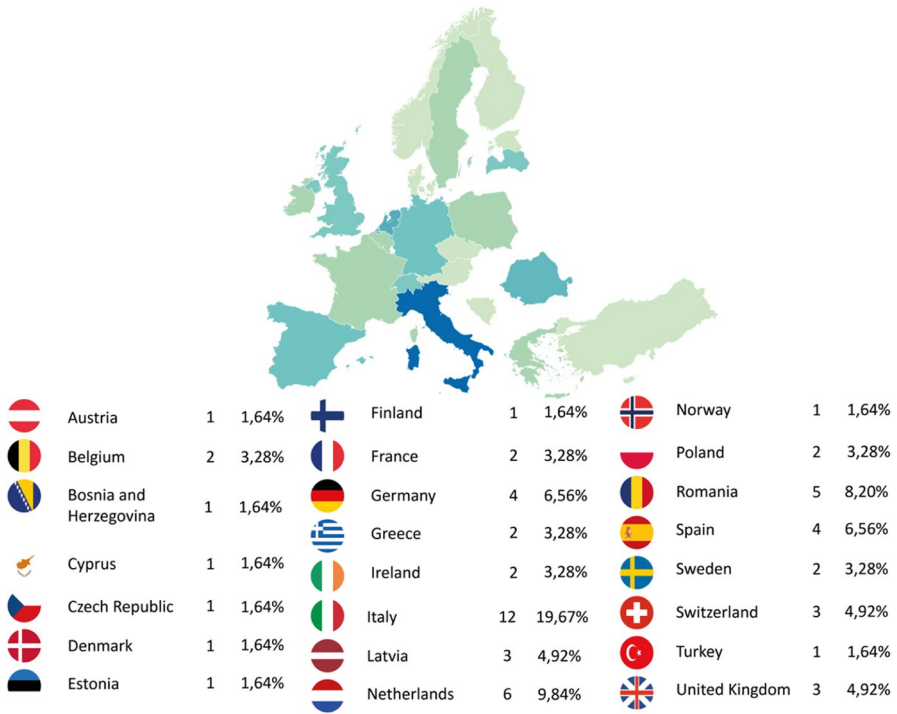 Austria 1 1,64%
Belgium 2 3,28%
Bosnia and
Herzegovina 1 1,64%
Cyprus 1 1,64%
Czech Republic 1 1,64%
Denmark 1 1,64%
Estonia 1 1,64%
Finland 1 1,64%
France 2 3,28%
Germany 4 6,56%
Greece 2 3,28%
Ireland 2 3,28%
Italy 12 19,67%
Latvia 3 4,92%
Netherlands 6 9,84%
Norway 1 1,64%
Poland 2 3,28%
Romania 5 8,20%
Spain 4 6,56%
Sweden 2 3,28%
Switzerland 3 4,92%
Turkey 1 1,64%
United Kingdom 3 4,92%